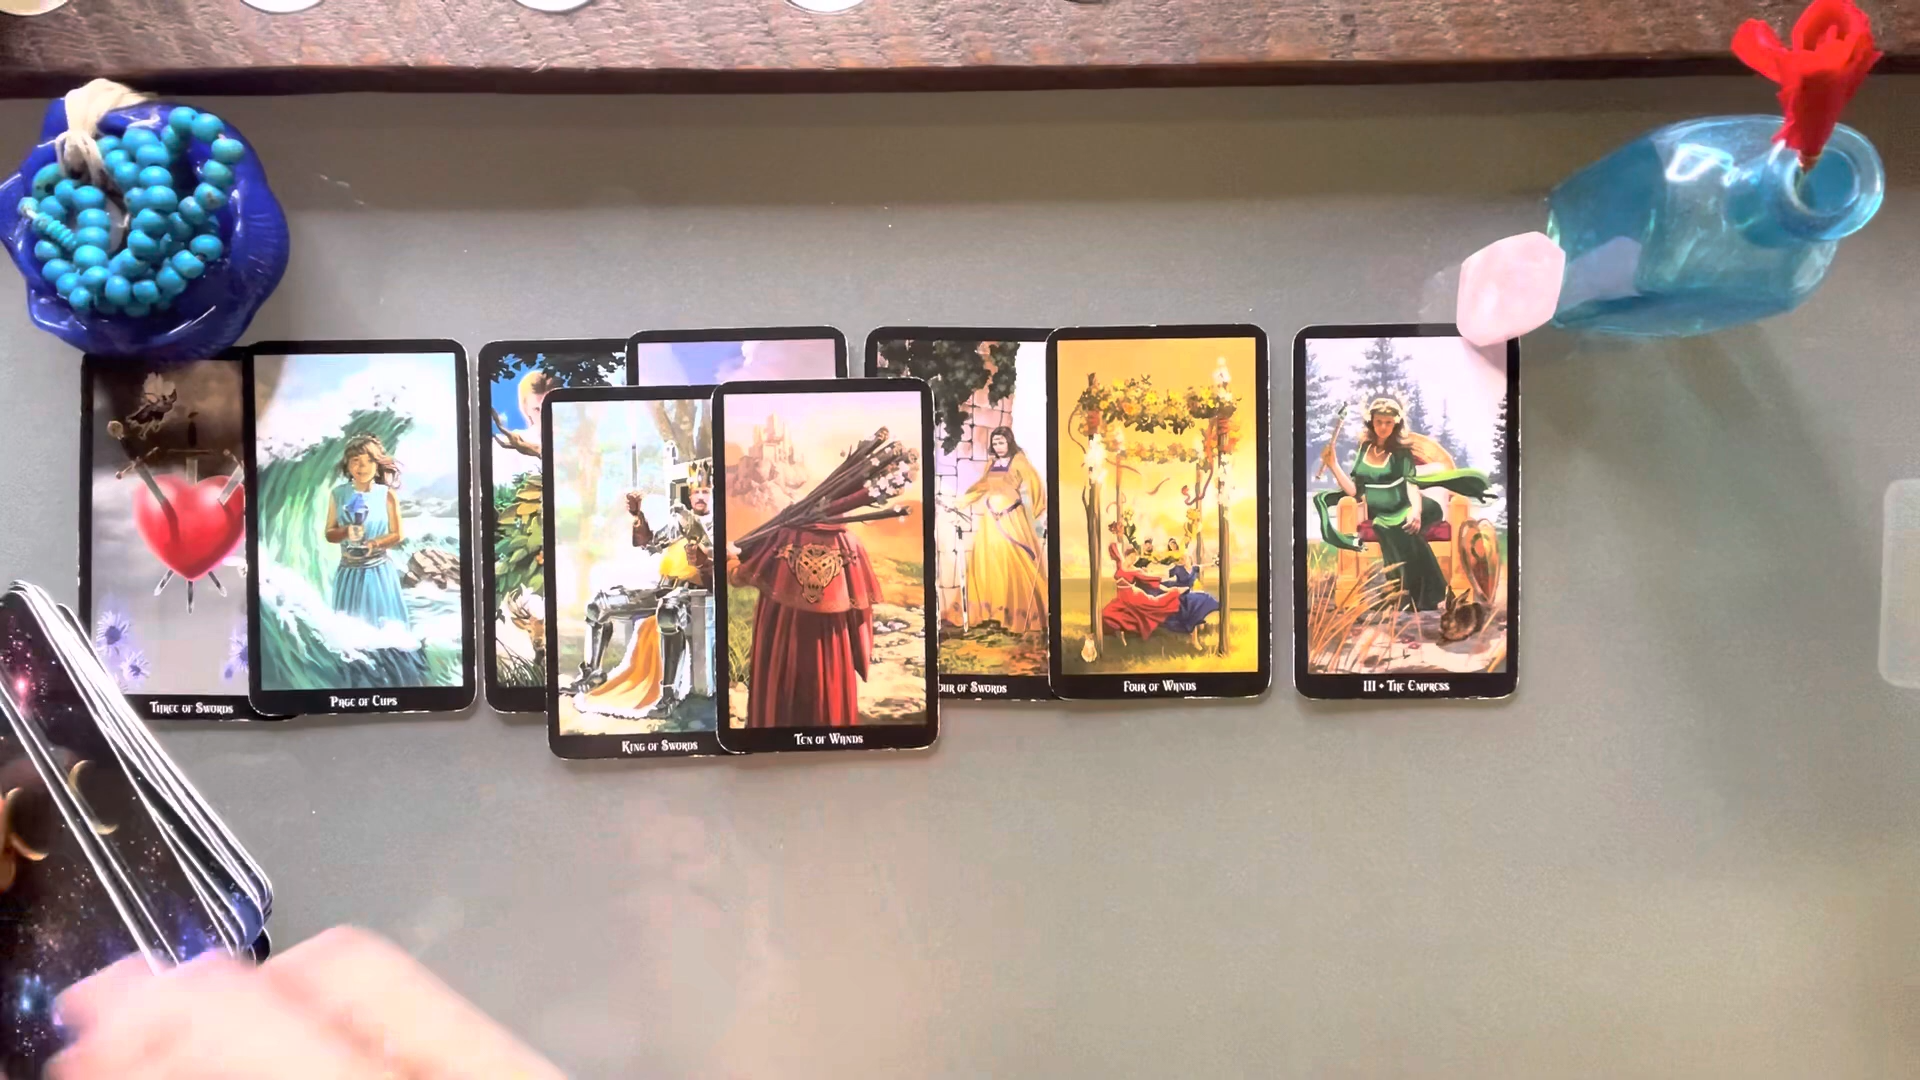 Three of Swords
Page of Cups
King of Swords
Ten of Wands
our of Swords
Four of Wands
III • The Empress